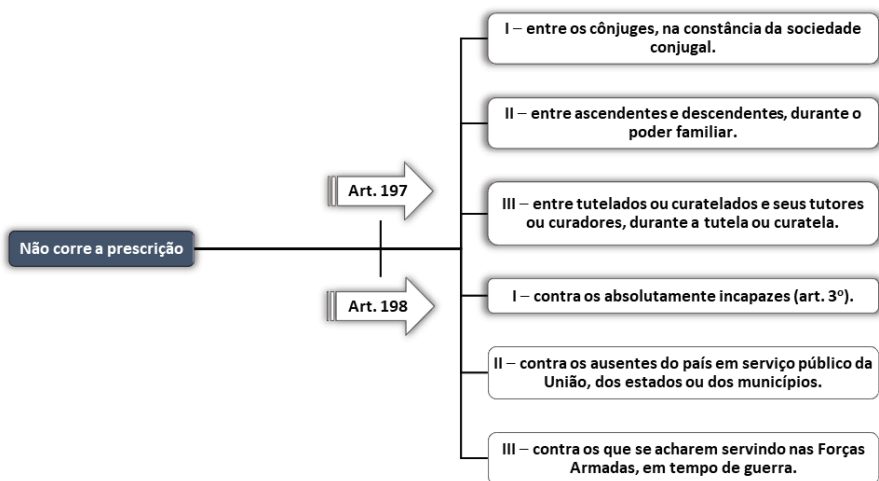 Não corre a prescrição
Art. 197
I – entre os cônjuges, na constância da sociedade
conjugal.
II – entre ascendentes e descendentes, durante o
poder familiar.
III – entre tutelados ou curatelados e seus tutores
ou curadores, durante a tutela ou curatela.
Art. 198
I – contra os absolutamente incapazes (art. 3º).
II – contra os ausentes do país em serviço público da
União, dos estados ou dos municípios.
III – contra os que se acharem servindo nas Forças
Armadas, em tempo de guerra.